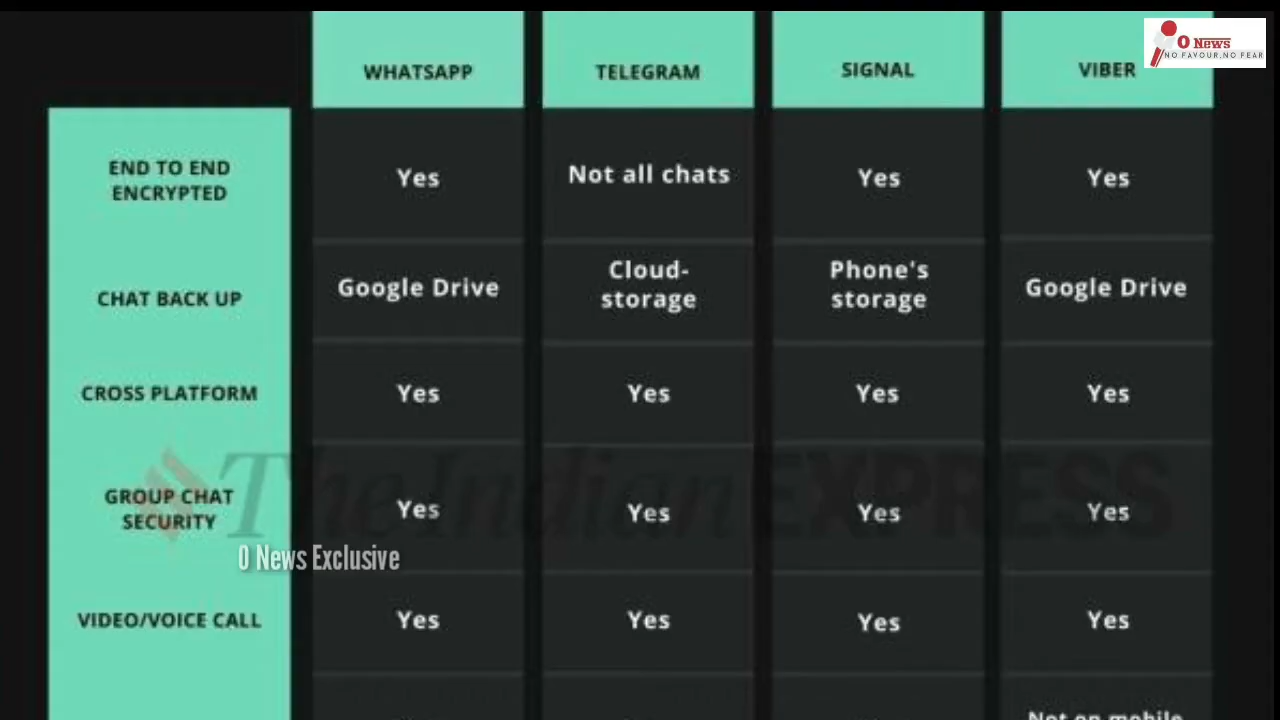 WHATSAPP TELEGRAM SIGNAL VIBER
O News
NO FAVOUR,NO FEAR
END TO END
ENCRYPTED
Yes
Not all chats
Yes
Yes
CHAT BACK UP
Google Drive
Cloud-
storage
Phone's
storage
Google Drive
CROSS PLATFORM
Yes
Yes
Yes
Yes
The Indian EXPRESS
GROUP CHAT
SECURITY
Yes
Yes
Yes
Yes
O News Exclusive
VIDEO/VOICE CALL
Yes
Yes
Yes
Yes
Not on mobile